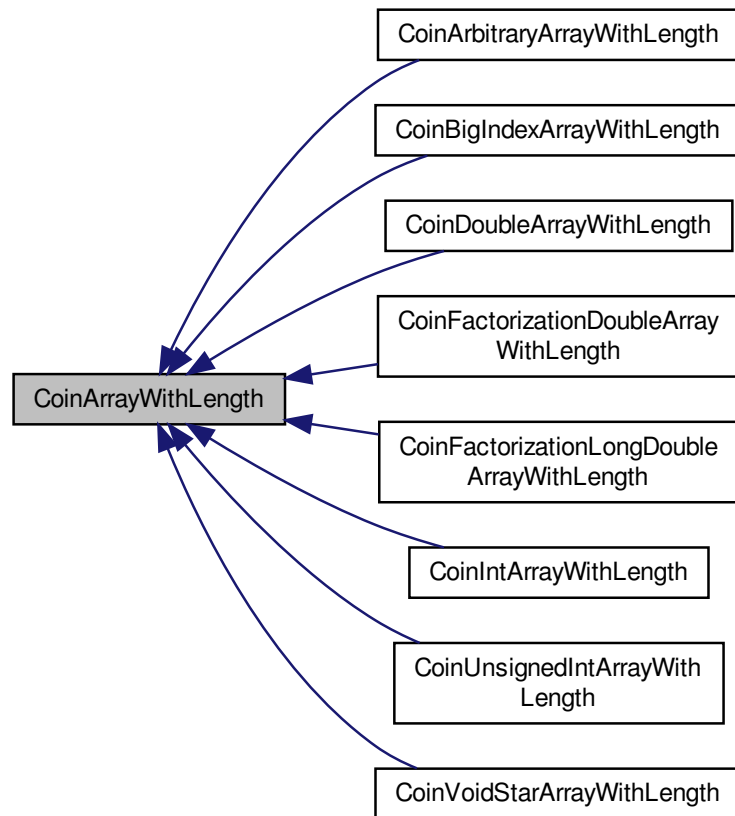 CoinArbitraryArrayWithLength
CoinBigIndexArrayWithLength
CoinDoubleArrayWithLength
CoinFactorizationDoubleArray
WithLength
CoinArrayWithLength
CoinFactorizationLongDouble
ArrayWithLength
CoinIntArrayWithLength
CoinUnsignedIntArrayWith
Length
CoinVoidStarArrayWithLength